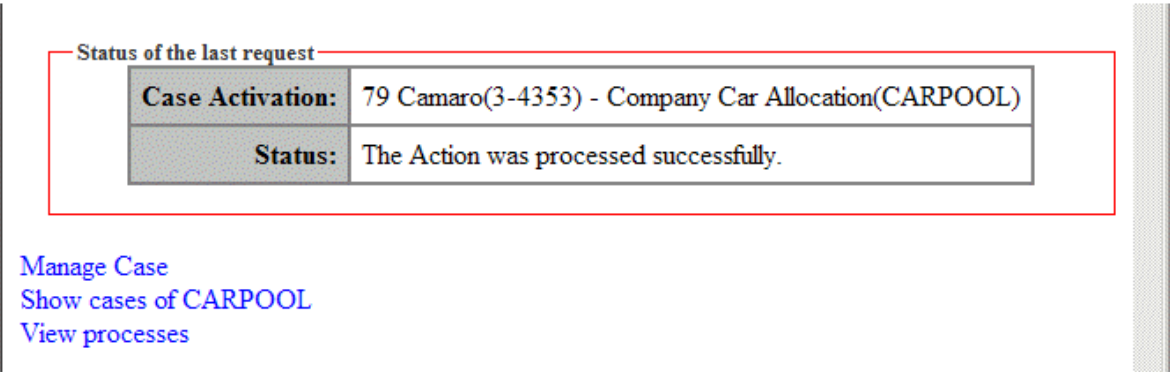 Status of the last request
Case Activation: 79 Camaro(3-4353) - Company Car Allocation(CARPOOL)
Status: The Action was processed successfully.
Manage Case
Show cases of CARPOOL
View processes